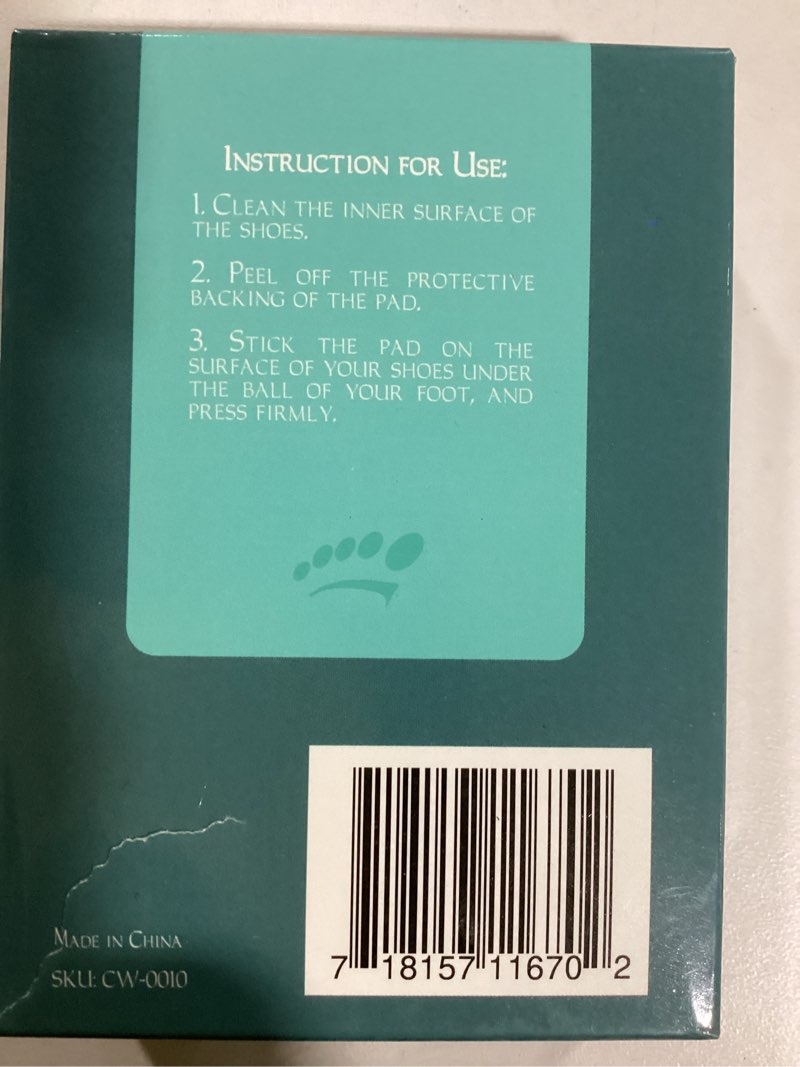 Instruction for Use:
1. Clean the inner surface of
the shoes.
2. Peel off the protective
backing of the pad.
3. Stick the pad on the
surface of your shoes under
the ball of your foot, and
press firmly.
Made in China
SKU: CW-0010
7 18157 11670 2